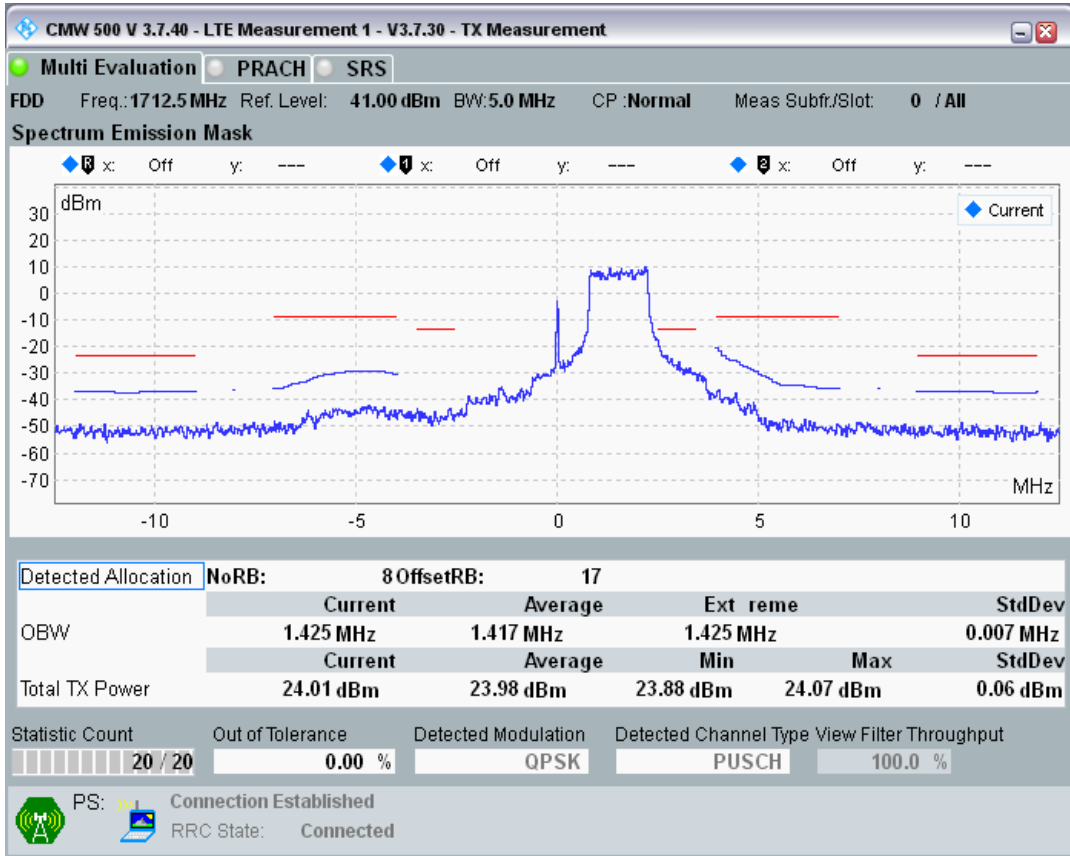 CMW 500 V 3.7.40 - LTE Measurement 1 - V3.7.30 - TX Measurement
Multi Evaluation PRACH SRS
FDD Freq.: 1712.5 MHz Ref. Level: 41.00 dBm BW: 5.0 MHz CP : Normal Meas Subfr./Slot: 0 / All
Spectrum Emission Mask
R x: Off y: --- 1 x: Off y: --- 2 x: Off y: ---
dBm
Current
30
20
10
0
-10
-20
-30
-40
-50
-60
-70
MHz
-10 -5 0 5 10
Detected Allocation NoRB: 8 OffsetRB: 17
Current Average Ext reme StdDev
OBW 1.425 MHz 1.417 MHz 1.425 MHz 0.007 MHz
Current Average Min Max StdDev
Total TX Power 24.01 dBm 23.98 dBm 23.88 dBm 24.07 dBm 0.06 dBm
Statistic Count Out of Tolerance Detected Modulation Detected Channel Type View Filter Throughput
20 / 20 0.00 % QPSK PUSCH 100.0 %
PS: Connection Established
RRC State: Connected